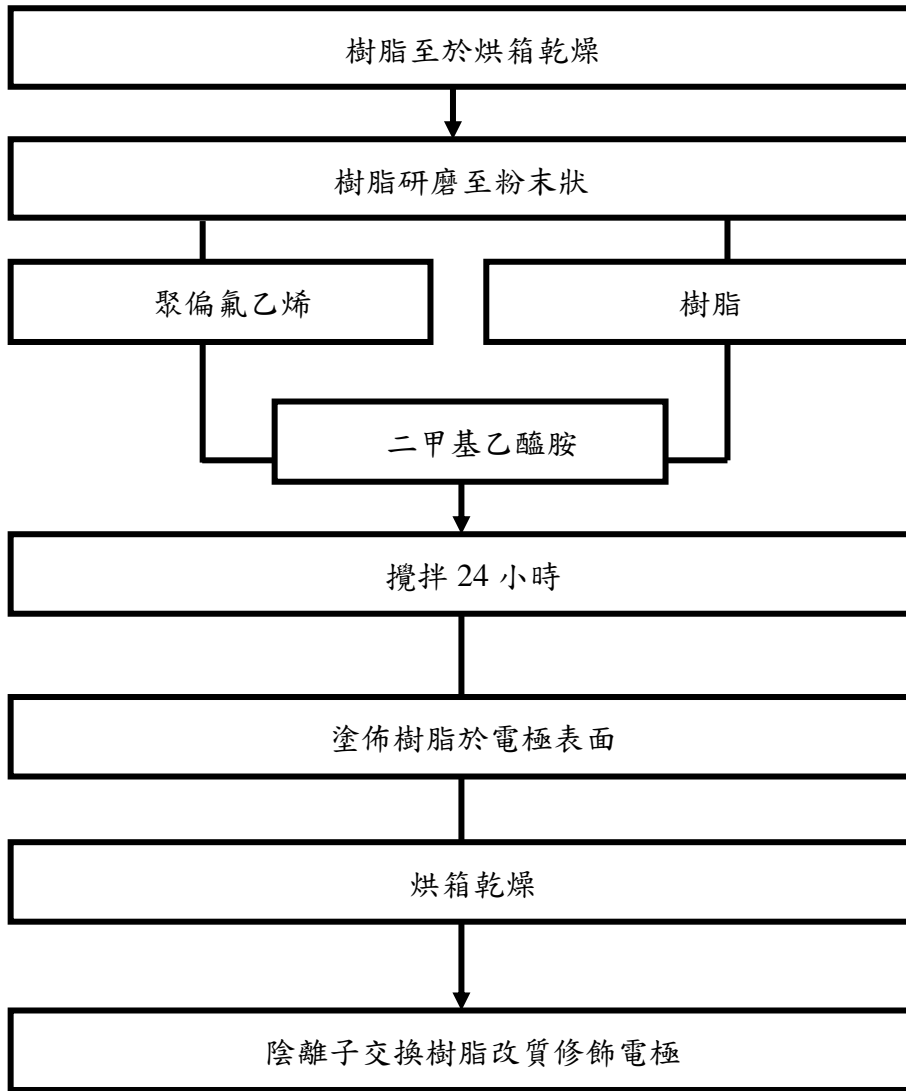 樹脂至於烘箱乾燥
樹脂研磨至粉末狀
聚偏氟乙烯
樹脂
二甲基乙醯胺
攪拌 24 小時
塗佈樹脂於電極表面
烘箱乾燥
陰離子交換樹脂改質修飾電極